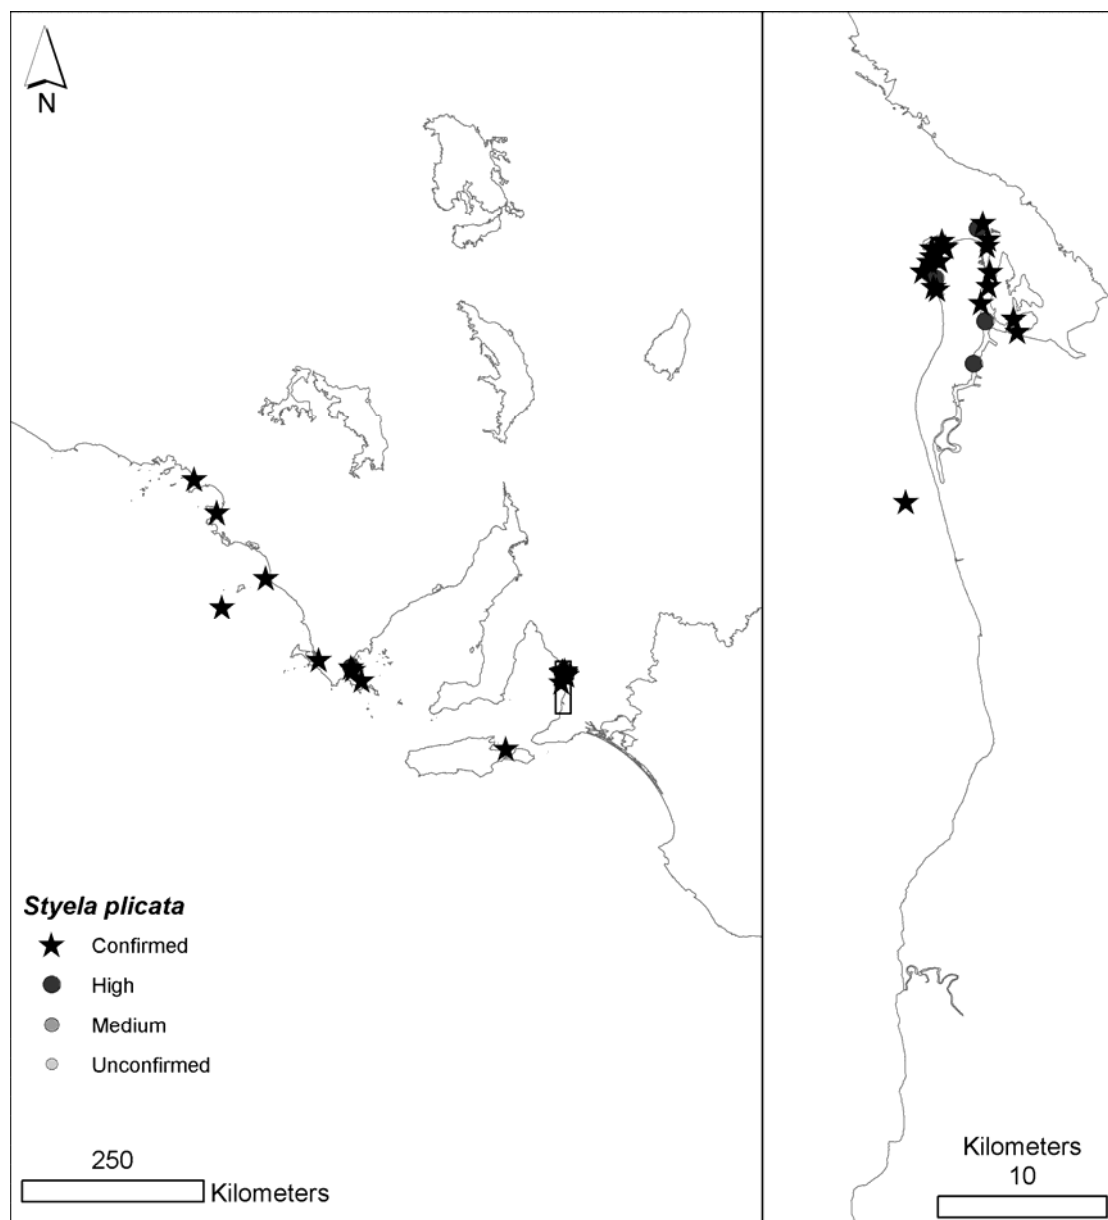 N
Styela plicata
Confirmed
High
Medium
Unconfirmed
250
Kilometers
Kilometers
10